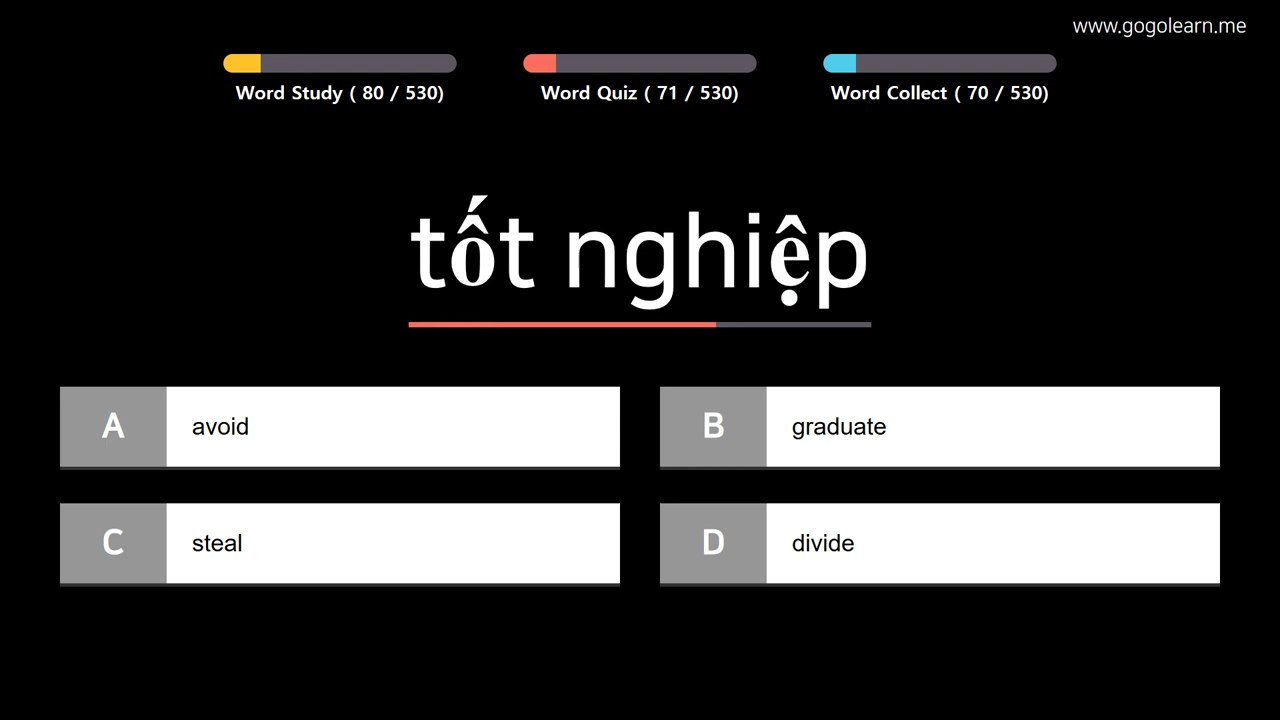 www.gogolearn.me
Word Study ( 80 / 530)
Word Quiz ( 71 / 530)
Word Collect ( 70 / 530)
tốt nghiệp
A
avoid
B
graduate
C
steal
D
divide